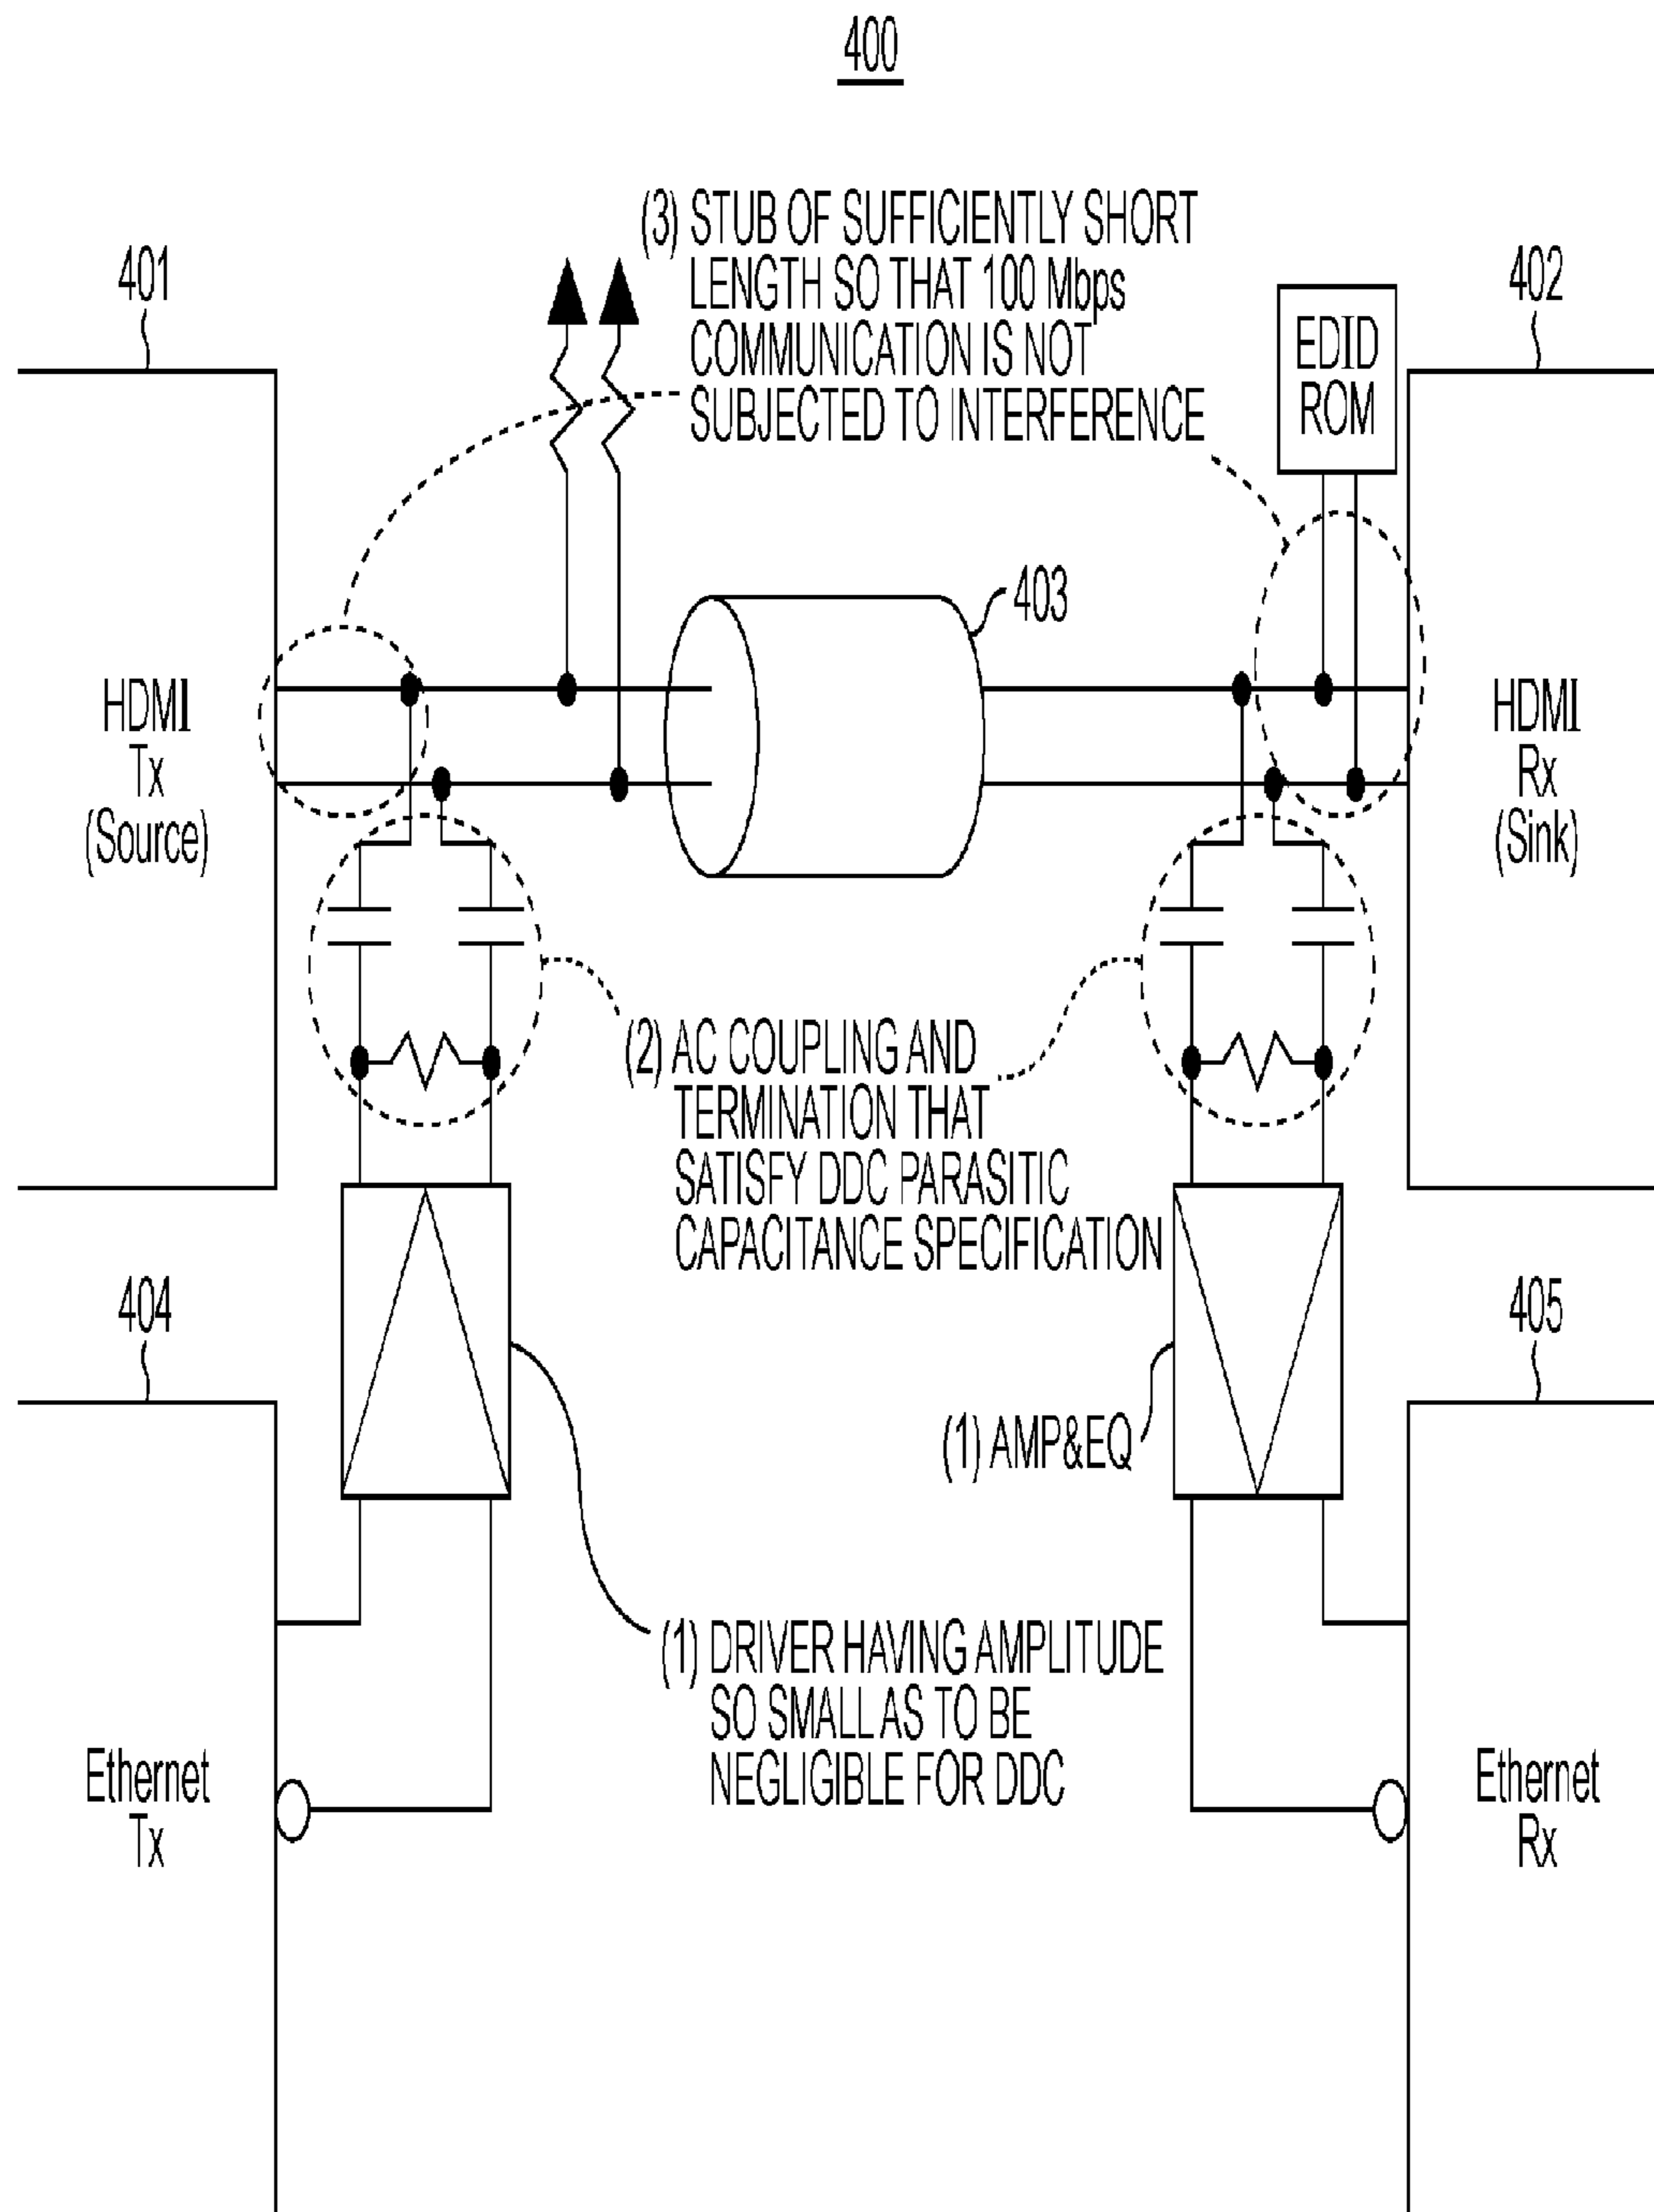 400
(3) STUB OF SUFFICIENTLY SHORT
LENGTH SO THAT 100 Mbps
COMMUNICATION IS NOT
SUBJECTED TO INTERFERENCE
401
402
EDID
ROM
403
HDMI
Tx
(Source)
HDMI
Rx
(Sink)
(2) AC COUPLING AND
TERMINATION THAT
SATISFY DDC PARASITIC
CAPACITANCE SPECIFICATION
404
405
(1) AMP&EQ
(1) DRIVER HAVING AMPLITUDE
SO SMALL AS TO BE
NEGLIGIBLE FOR DDC
Ethernet
Tx
Ethernet
Rx